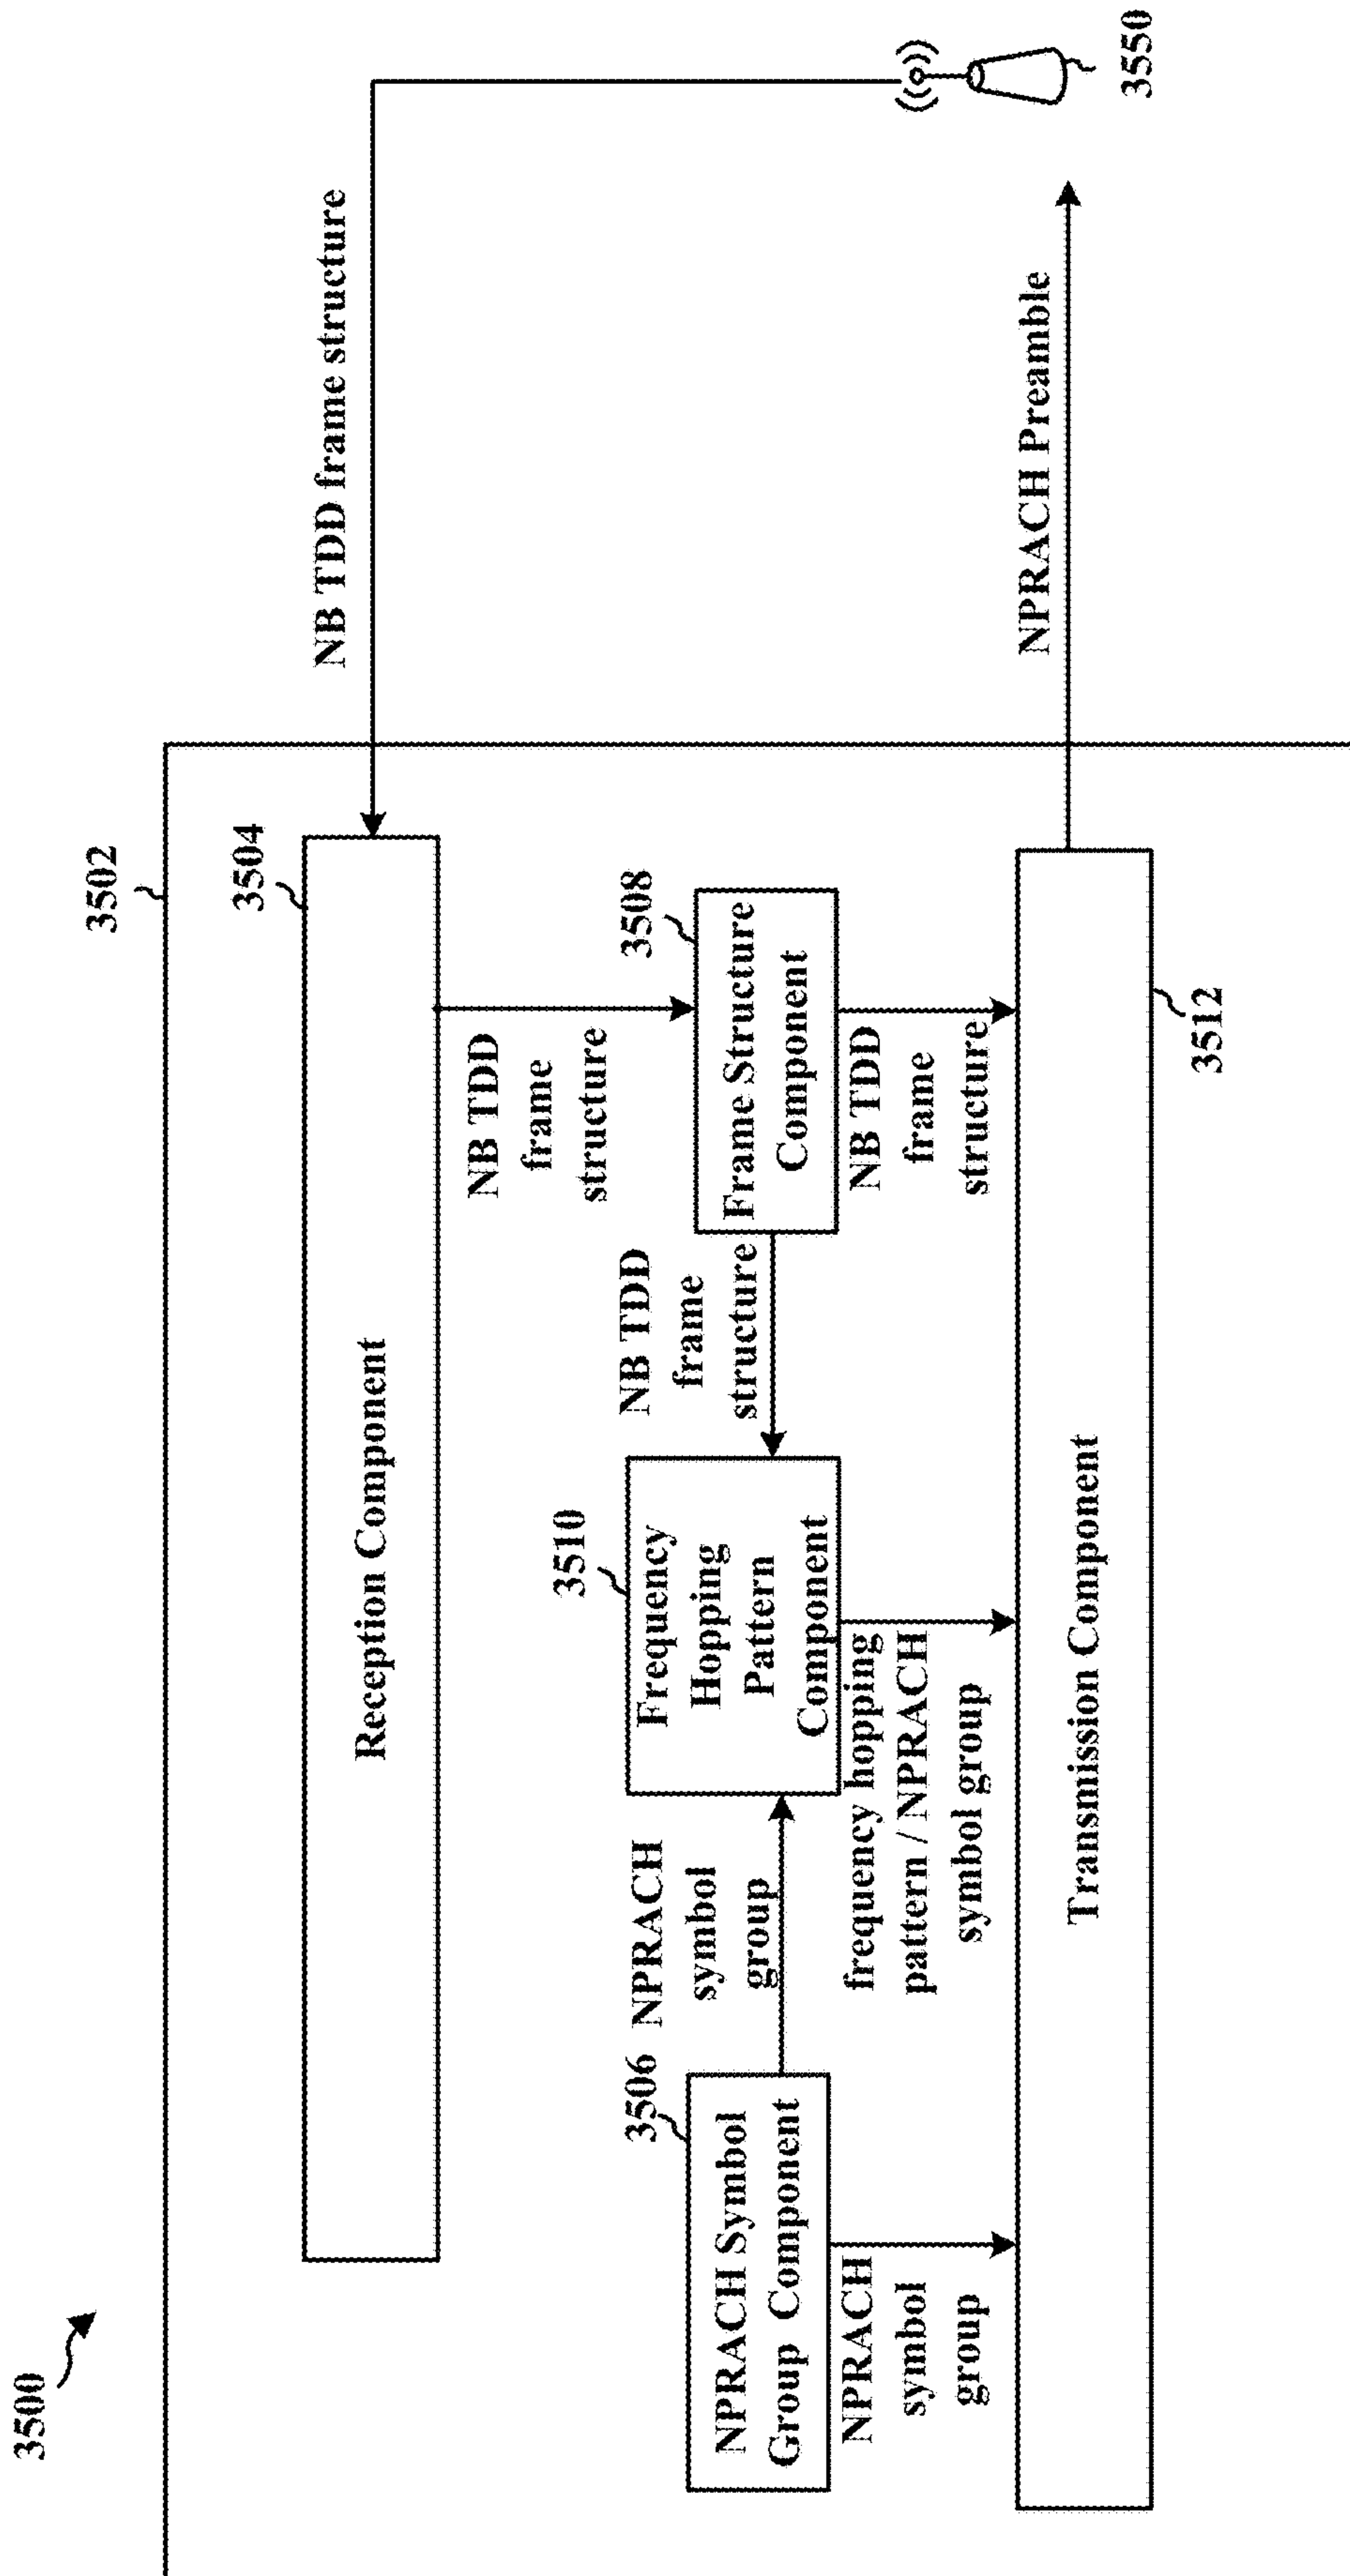 3500
3502
3504
Reception Component
NB TDD frame structure
3550
NB TDD
frame
structure
3508
Frame Structure
Component
NB TDD
frame
structure
NB TDD
frame
structure
3510
Frequency
Hopping
Pattern
Component
3506
NPRACH Symbol
Group Component
NPRACH
symbol
group
NPRACH
symbol
group
frequency hopping
pattern / NPRACH
symbol group
Transmission Component
3512
NPRACH Preamble